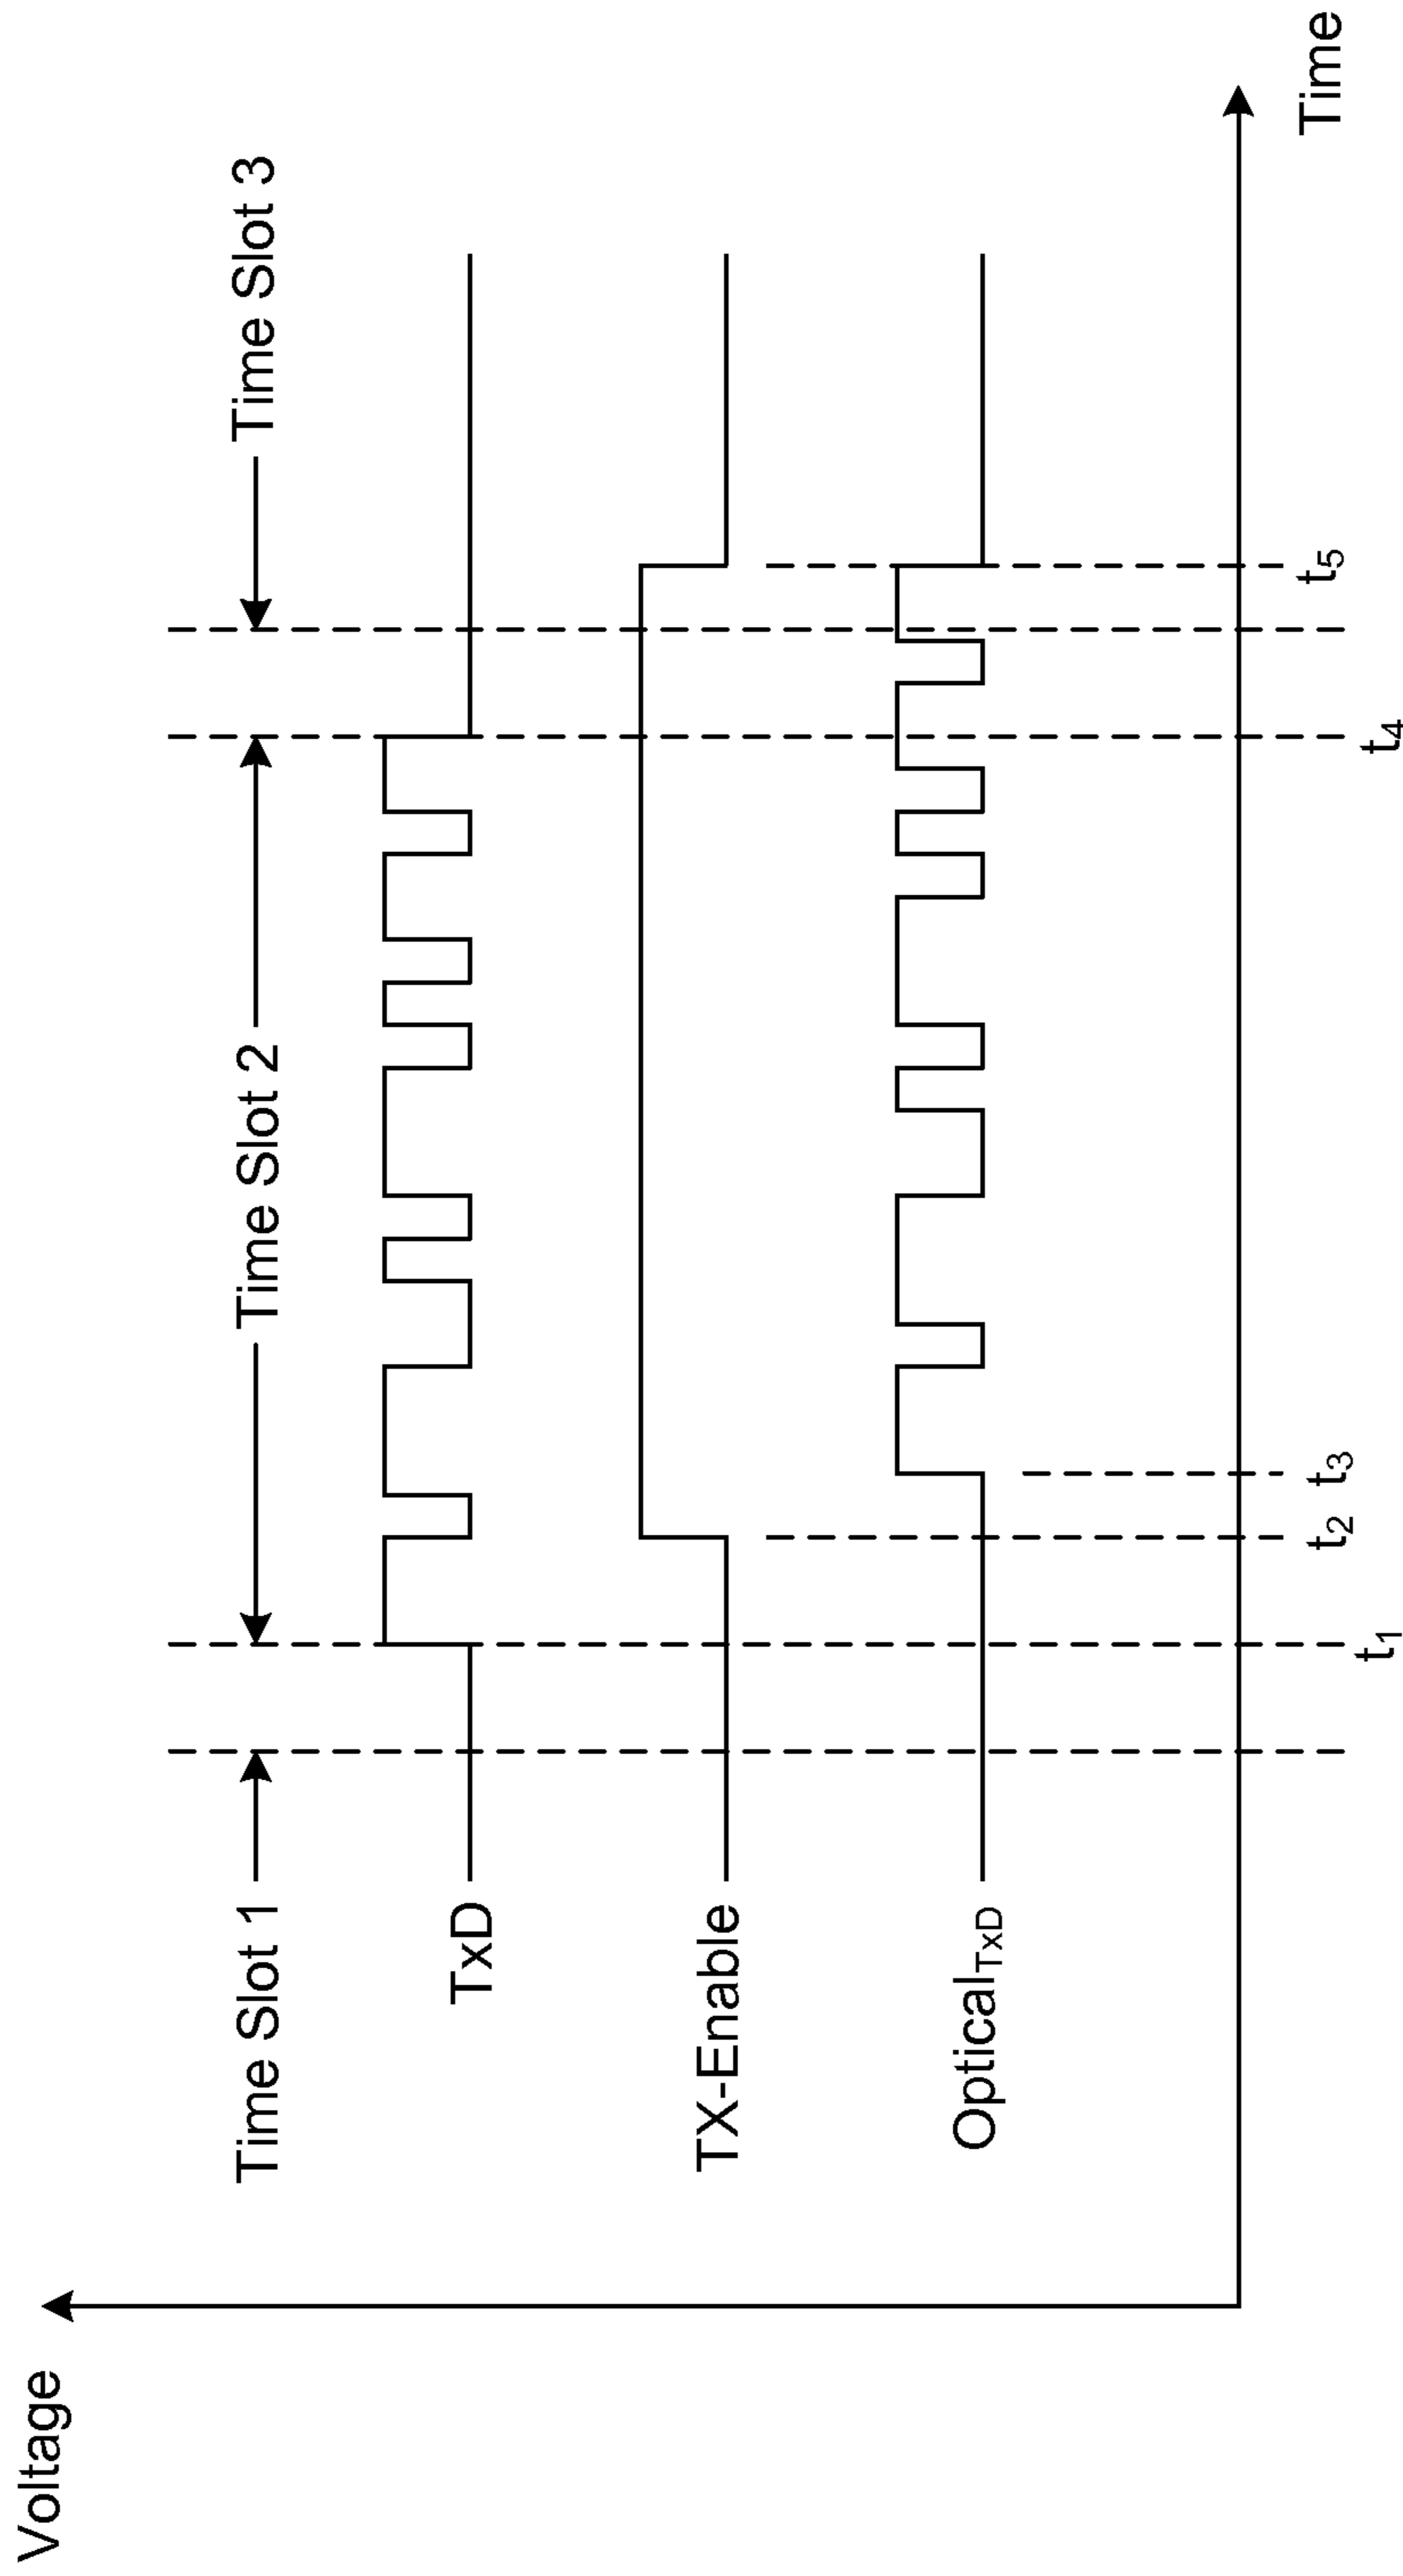 Voltage
Time Slot 1
Time Slot 2
Time Slot 3
TxD
TX-Enable
OpticalTxD
t1
t2
t3
t4
t5
Time